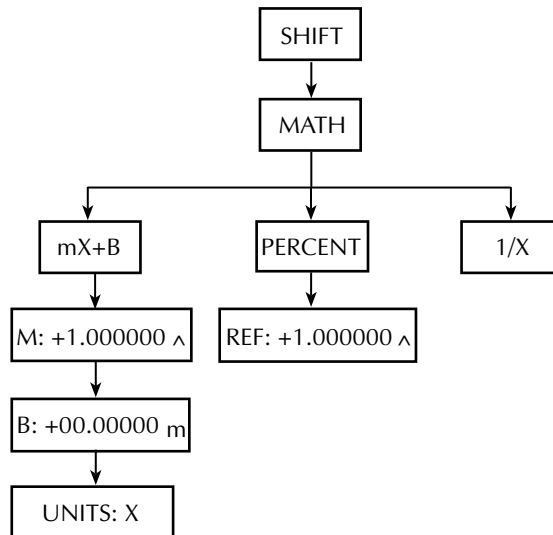 SHIFT
MATH
mX+B
PERCENT
1/X
M: +1.000000 ^
REF: +1.000000 ^
B: +00.00000 m
UNITS: X